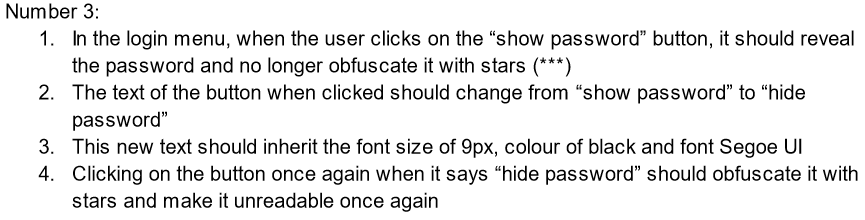 Number 3:
1. In the login menu, when the user clicks on the “show password” button, it should reveal
the password and no longer obfuscate it with stars (***)
2. The text of the button when clicked should change from “show password” to “hide
password”
3. This new text should inherit the font size of 9px, colour of black and font Segoe UI
4. Clicking on the button once again when it says “hide password” should obfuscate it with
stars and make it unreadable once again